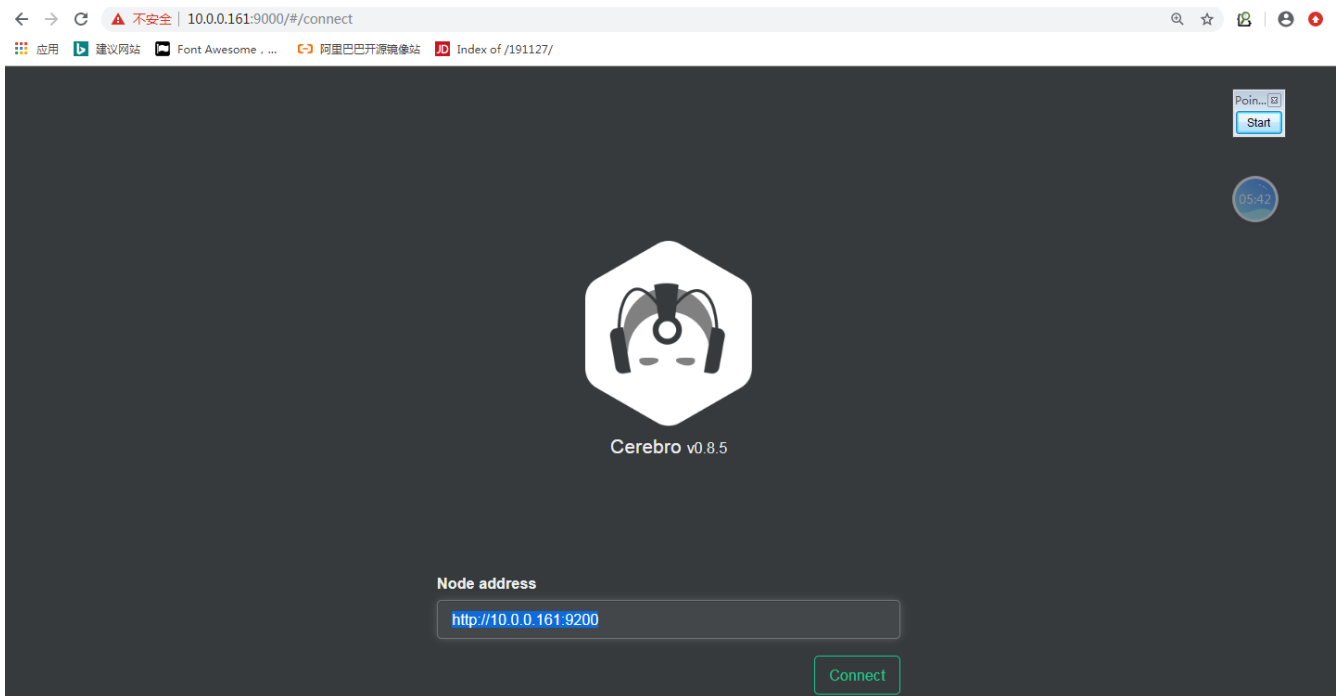 不安全 10.0.0.161:9000/#/connect
应用 建议网站 Font Awesome , ... 阿里巴巴开源镜像站 JD Index of /191127/
Poin...
Start
05:42
Cerebro v0.8.5
Node address
http://10.0.0.161:9200
Connect